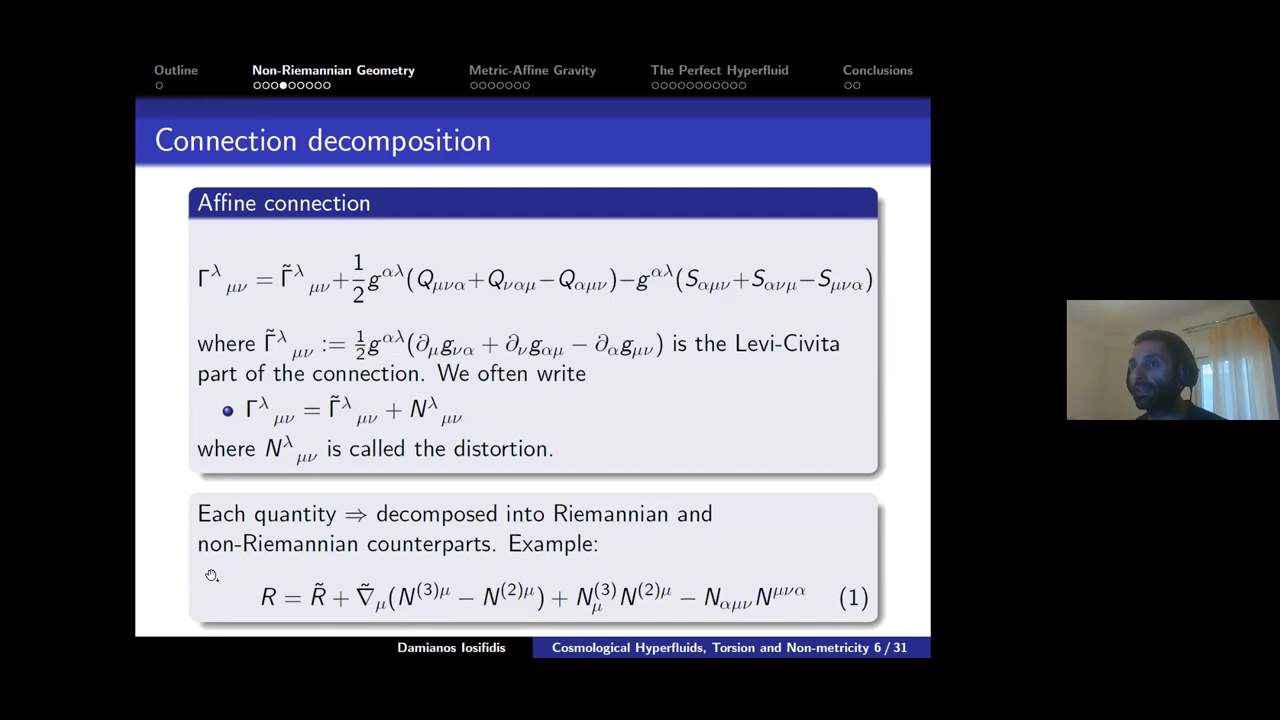 Outline Non-Riemannian Geometry Metric-Affine Gravity The Perfect Hyperfluid Conclusions
Connection decomposition
Affine connection
Γ^λ_μν = Γ̃^λ_μν + 1/2 g^αλ(Q_μνα + Q_ναμ − Q_αμν) − g^αλ(S_αμν + S_ανμ − S_μνα)
where Γ̃^λ_μν := 1/2 g^αλ(∂_μ g_να + ∂_ν g_αμ − ∂_α g_μν) is the Levi-Civita
part of the connection. We often write
Γ^λ_μν = Γ̃^λ_μν + N^λ_μν
where N^λ_μν is called the distortion.
Each quantity ⇒ decomposed into Riemannian and
non-Riemannian counterparts. Example:
R = R̃ + ∇̃_μ(N^(3)μ − N^(2)μ) + N_μ^(3) N^(2)μ − N_αμν N^μνα (1)
Damianos Iosifidis Cosmological Hyperfluids, Torsion and Non-metricity 6 / 31